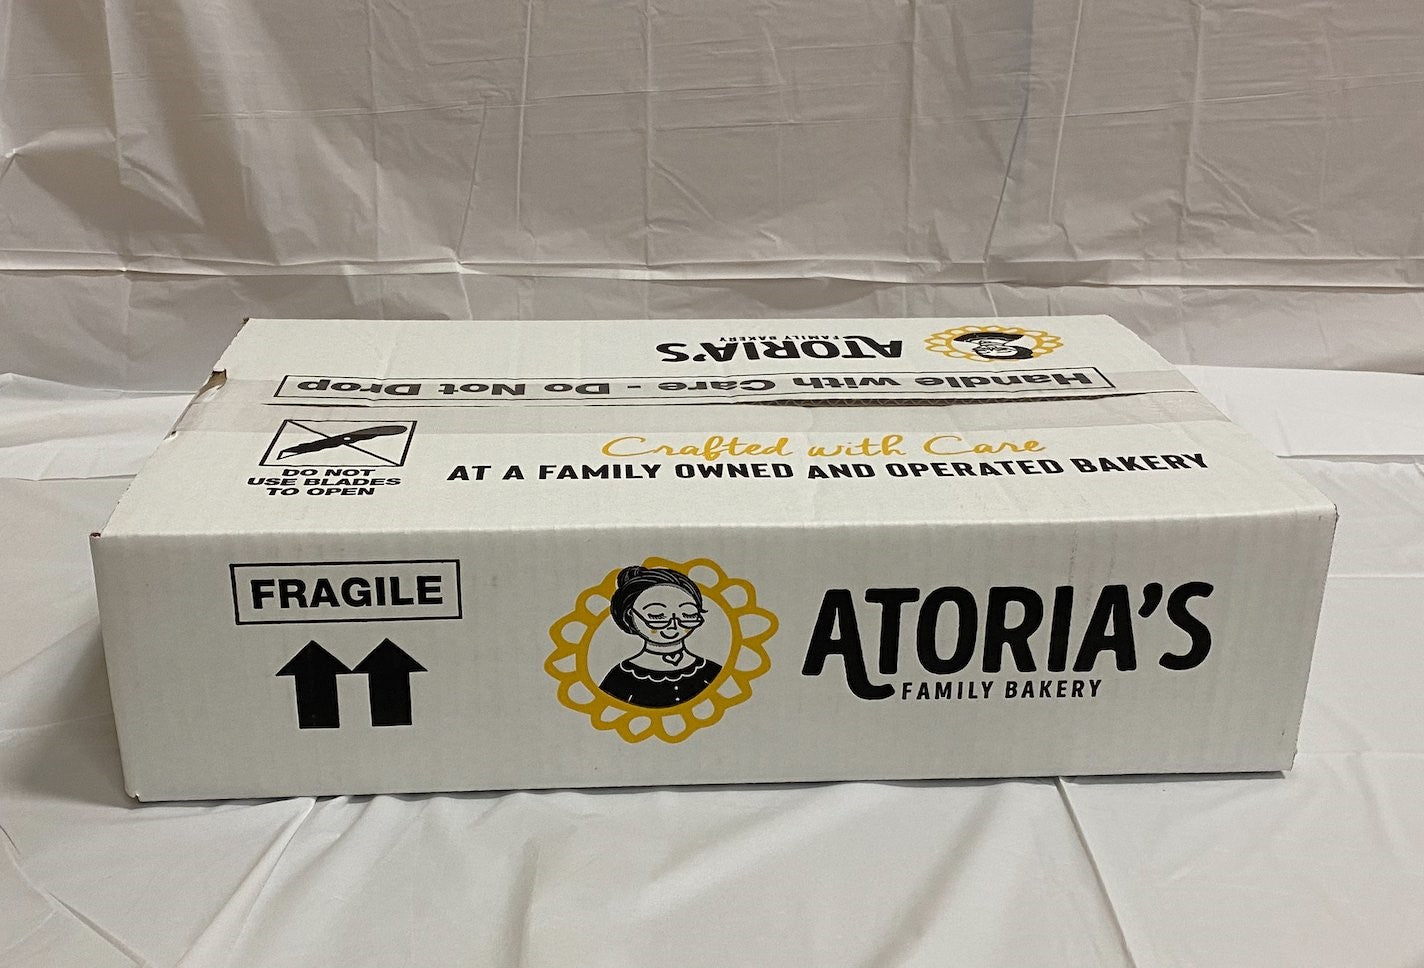 ATORIA'S
FAMILY BAKERY
Handle with Care - Do Not Drop
Crafted with Care
AT A FAMILY OWNED AND OPERATED BAKERY
DO NOT
USE BLADES
TO OPEN
FRAGILE
ATORIA'S
FAMILY BAKERY